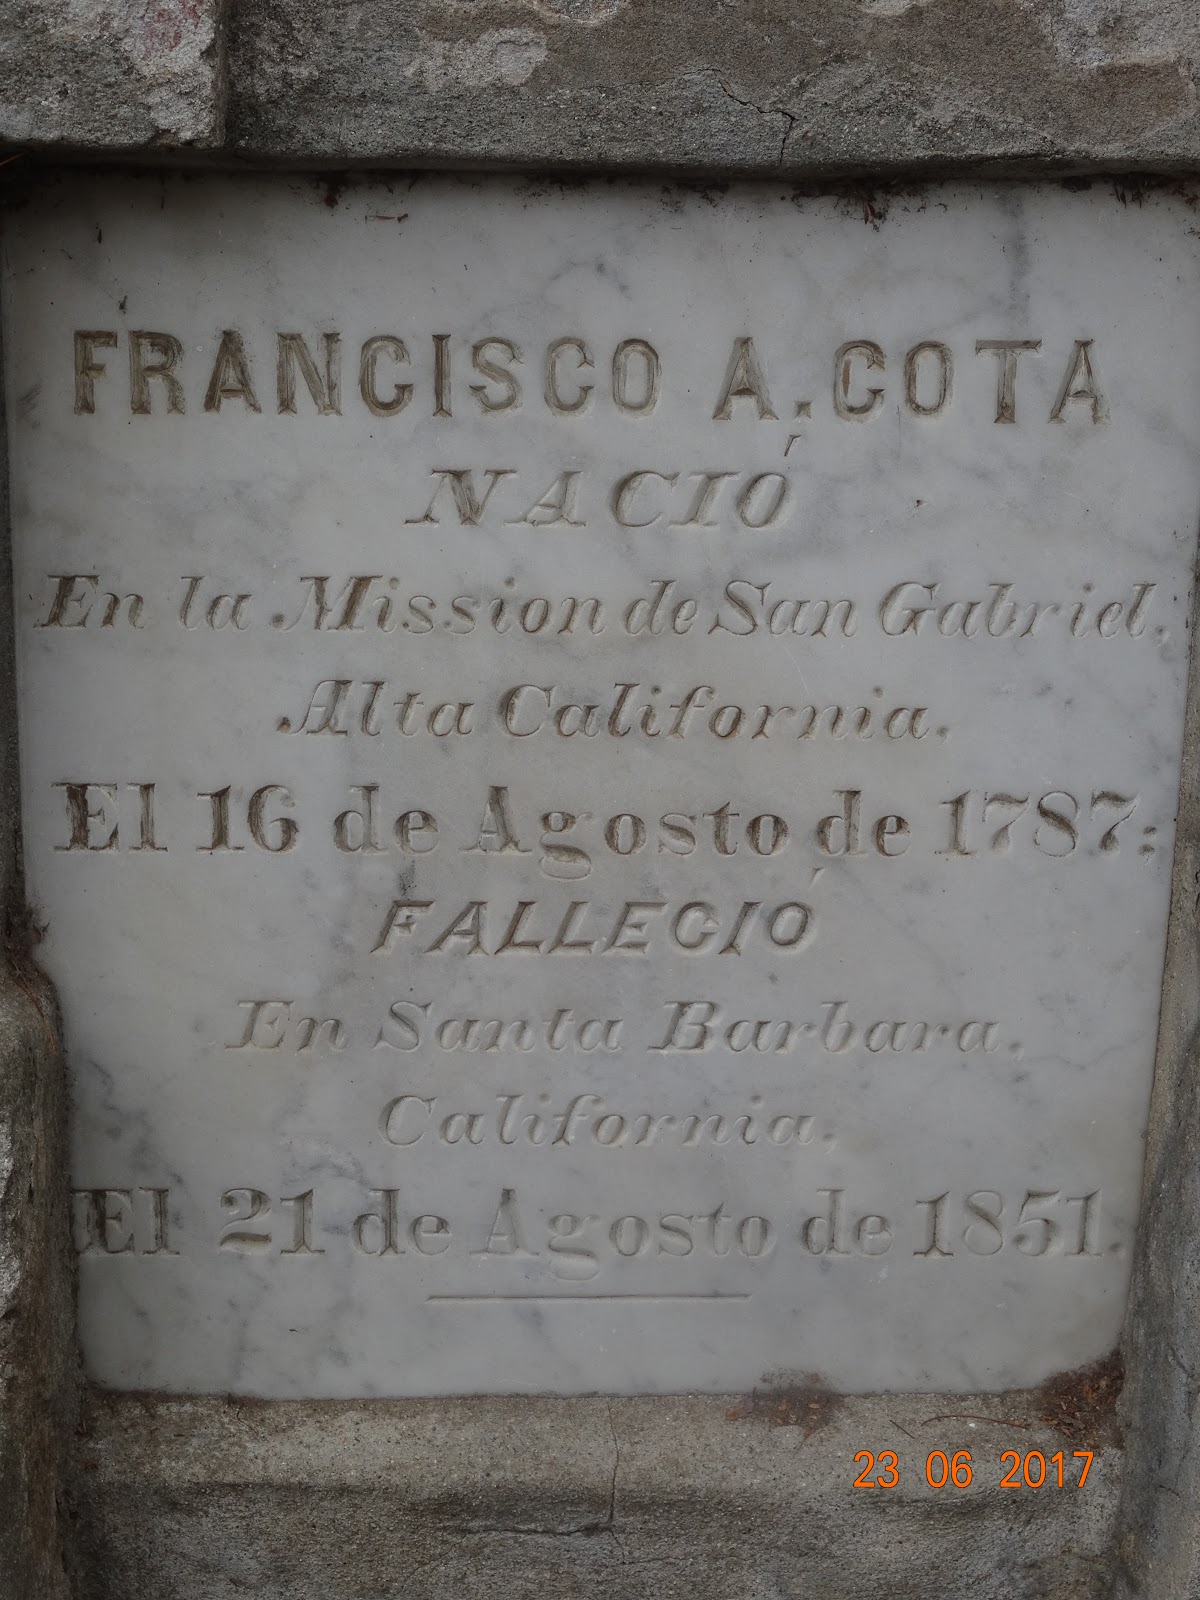 FRANCISCO A. COTA
NACIÓ
En la Mission de San Gabriel,
Alta California,
El 16 de Agosto de 1787;
FALLECIÓ
En Santa Barbara,
California,
El 21 de Agosto de 1851.
23 06 2017